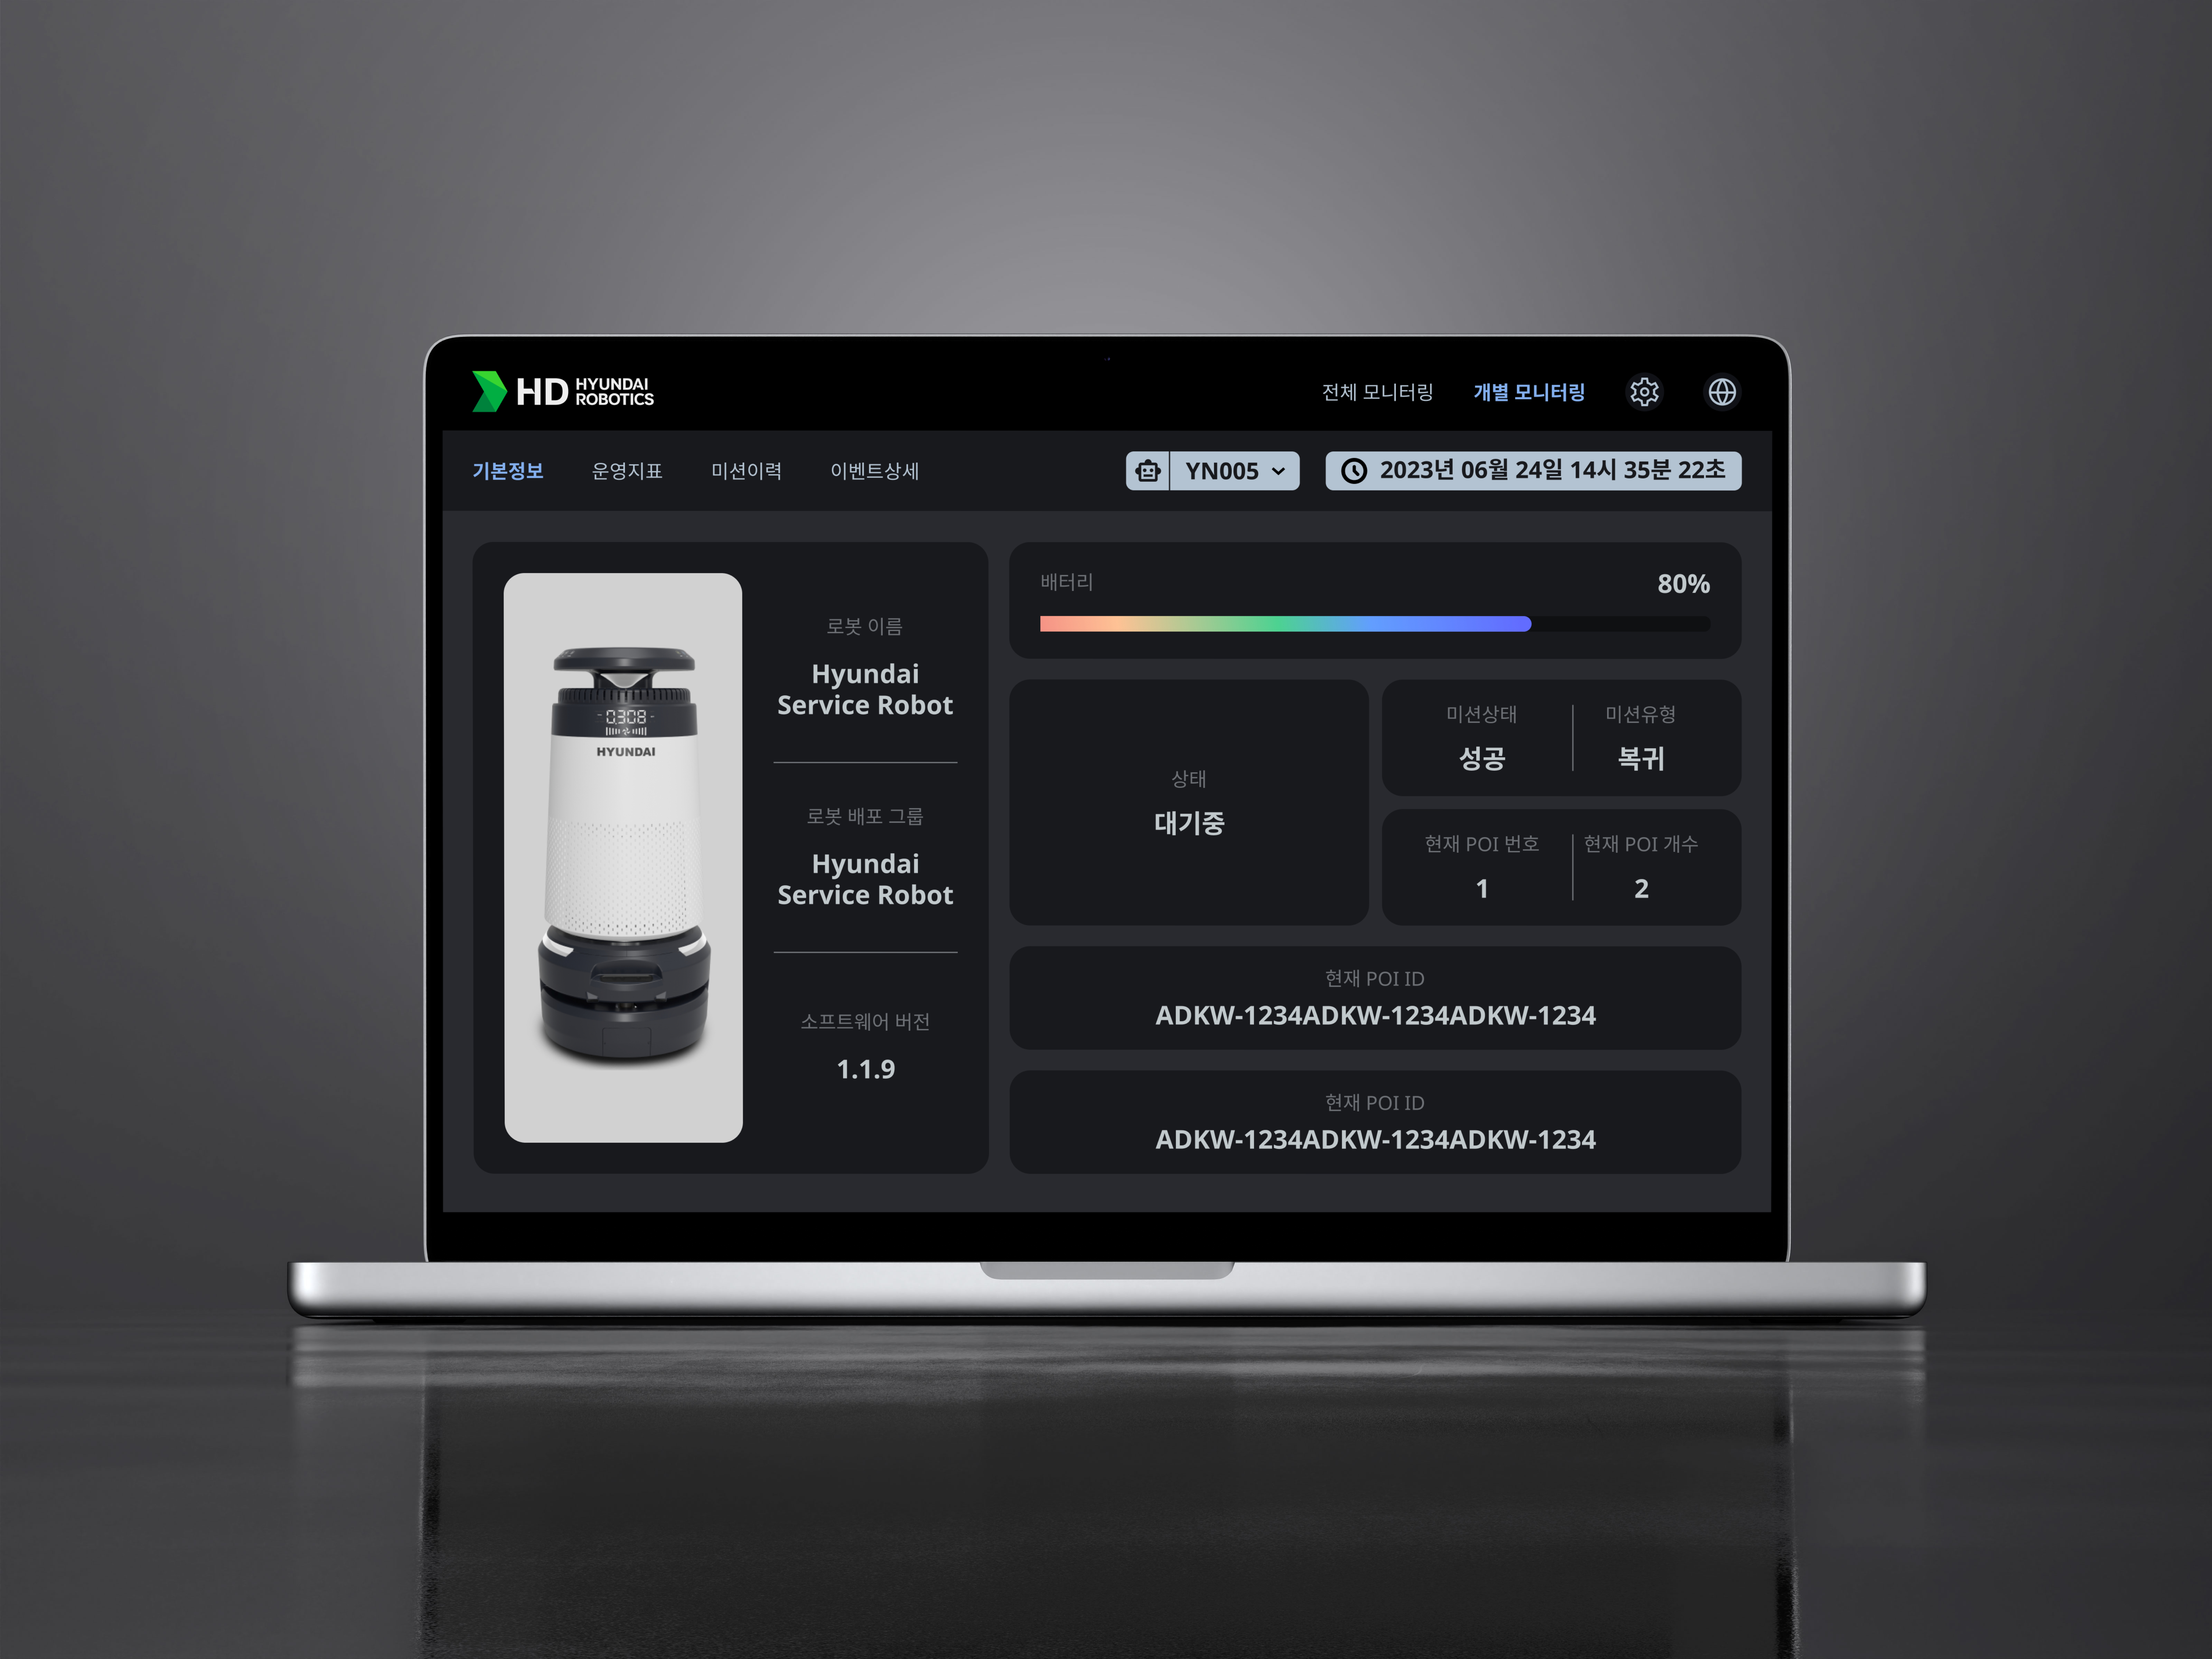 HD HYUNDAI
ROBOTICS
전체 모니터링 개별 모니터링
기본정보 운영지표 미션이력 이벤트상세
YN005
2023년 06월 24일 14시 35분 22초
0.308
HYUNDAI
로봇 이름
Hyundai
Service Robot
로봇 배포 그룹
Hyundai
Service Robot
소프트웨어 버전
1.1.9
배터리 80%
상태
대기중
미션상태
성공
미션유형
복귀
현재 POI 번호
1
현재 POI 개수
2
현재 POI ID
ADKW-1234ADKW-1234ADKW-1234
현재 POI ID
ADKW-1234ADKW-1234ADKW-1234